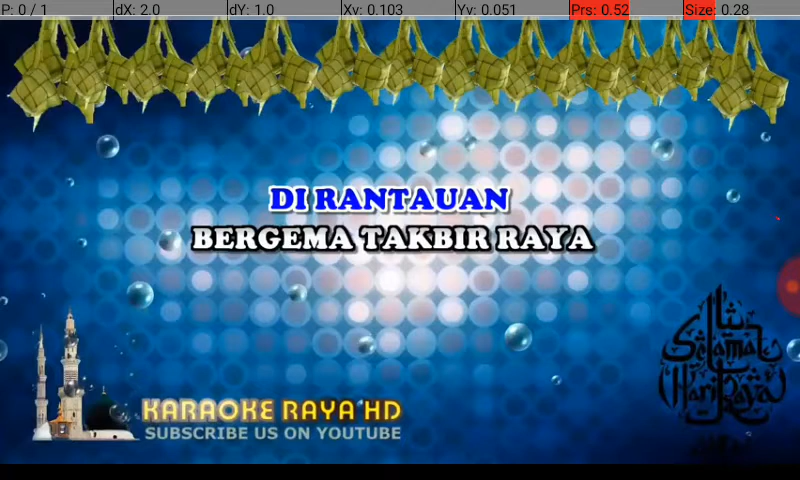 P: 0 / 1 dX: 2.0 dY: 1.0 Xv: 0.103 Yv: 0.051 Prs: 0.52 Size: 0.28
DI RANTAUAN
BERGEMA TAKBIR RAYA
Selamat
Hari Raya
KARAOKE RAYA HD
SUBSCRIBE US ON YOUTUBE